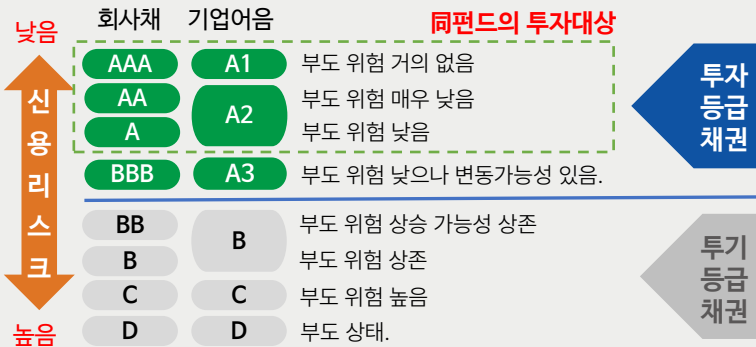 회사채 기업어음 同펀드의 투자대상
낮음
신용리스크
높음
AAA A1 부도 위험 거의 없음
AA A2 부도 위험 매우 낮음
A 부도 위험 낮음
BBB A3 부도 위험 낮으나 변동가능성 있음.
BB B 부도 위험 상승 가능성 상존
B 부도 위험 상존
C C 부도 위험 높음
D D 부도 상태.
투자
등급
채권
투기
등급
채권